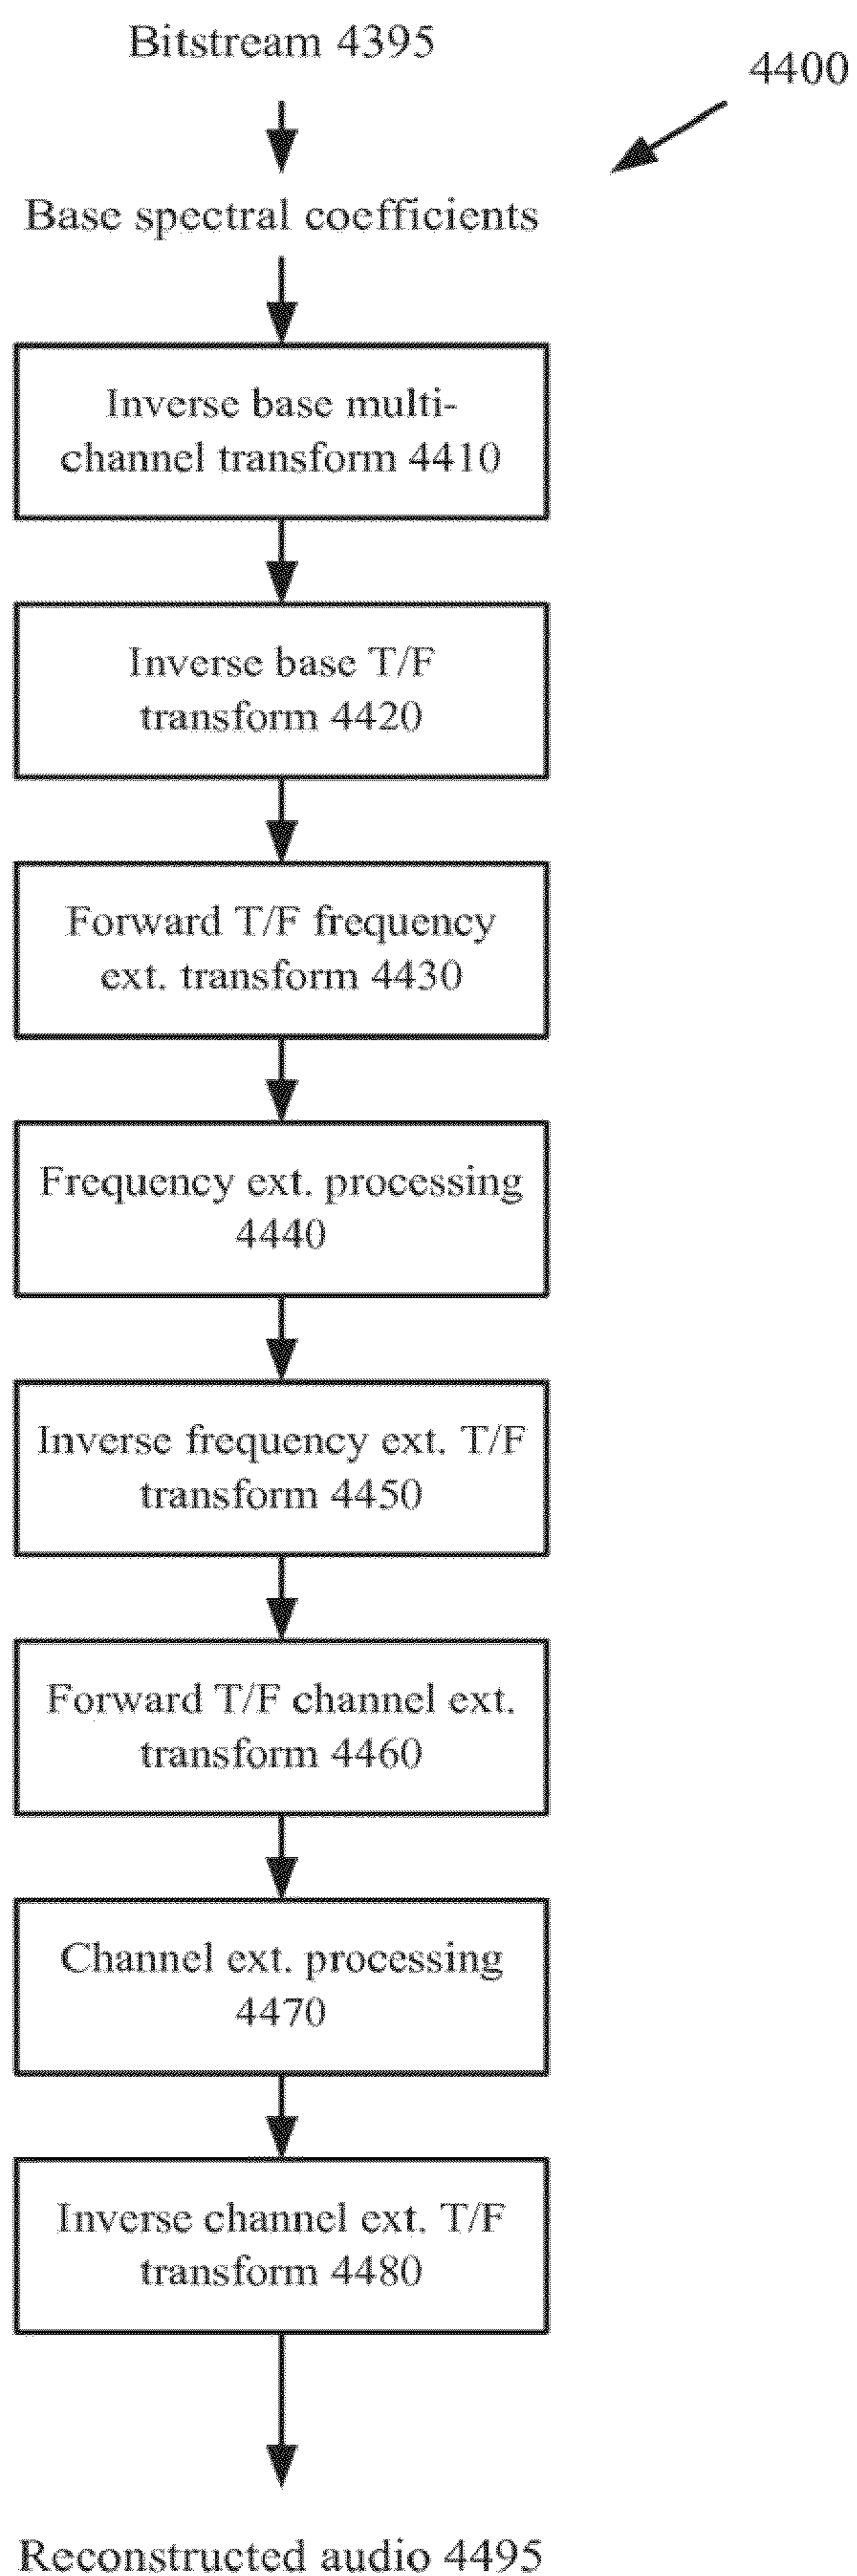 Bitstream 4395
4400
Base spectral coefficients
Inverse base multi-
channel transform 4410
Inverse base T/F
transform 4420
Forward T/F frequency
ext. transform 4430
Frequency ext. processing
4440
Inverse frequency ext. T/F
transform 4450
Forward T/F channel ext.
transform 4460
Channel ext. processing
4470
Inverse channel ext. T/F
transform 4480
Reconstructed audio 4495